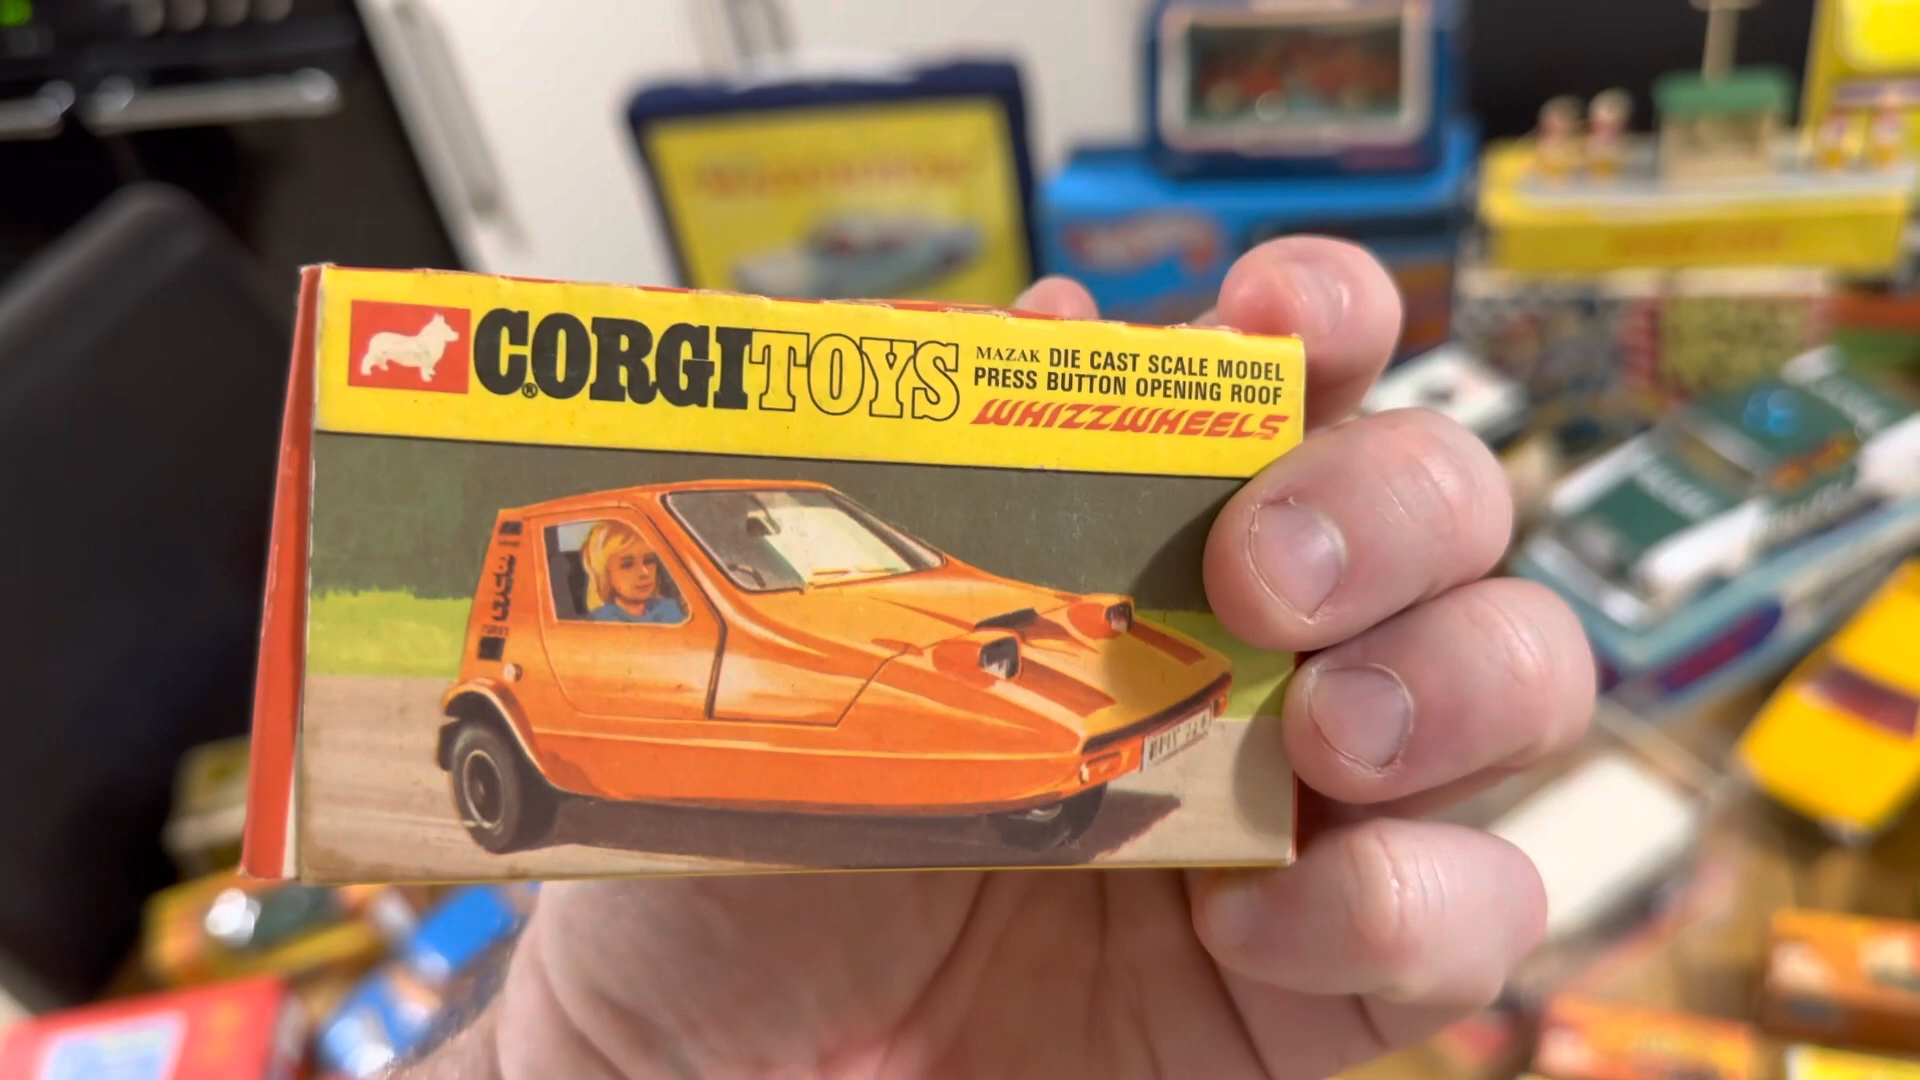 CORGI TOYS
®
MAZAK DIE CAST SCALE MODEL
PRESS BUTTON OPENING ROOF
WHIZZWHEELS